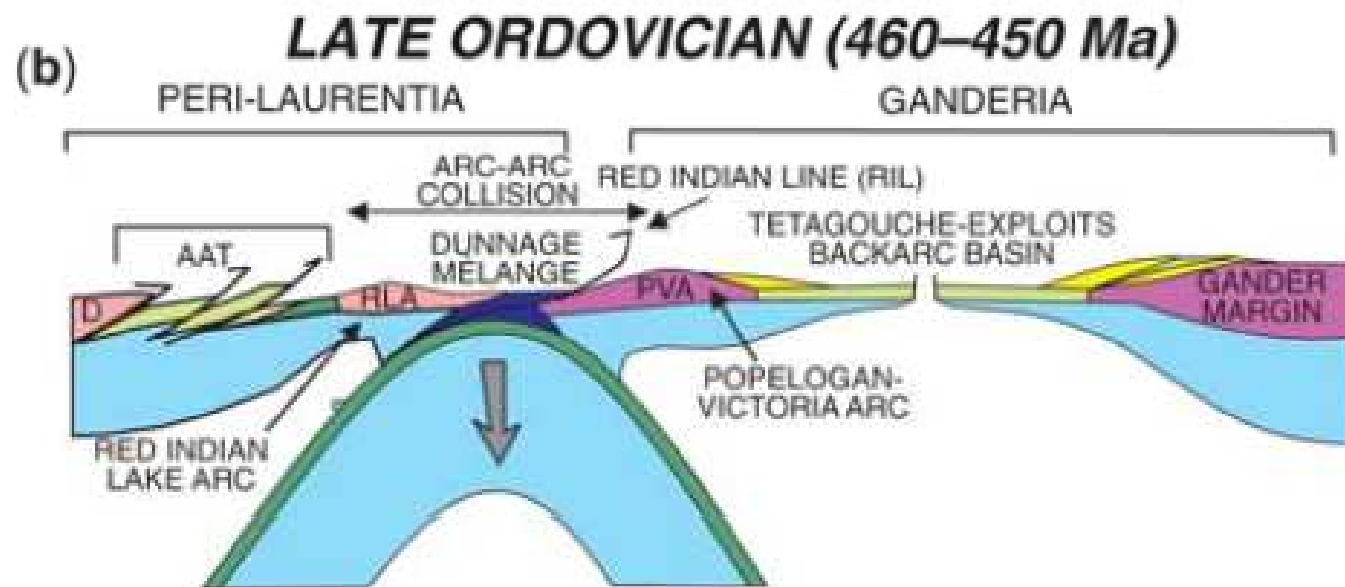 LATE ORDOVICIAN (460–450 Ma)
(b)
PERI-LAURENTIA
GANDERIA
ARC-ARC
COLLISION
RED INDIAN LINE (RIL)
TETAGOUCHE-EXPLOITS
BACKARC BASIN
AAT
DUNNAGE
MELANGE
D
RLA
PVA
GANDER
MARGIN
POPELOGAN-
VICTORIA ARC
RED INDIAN
LAKE ARC